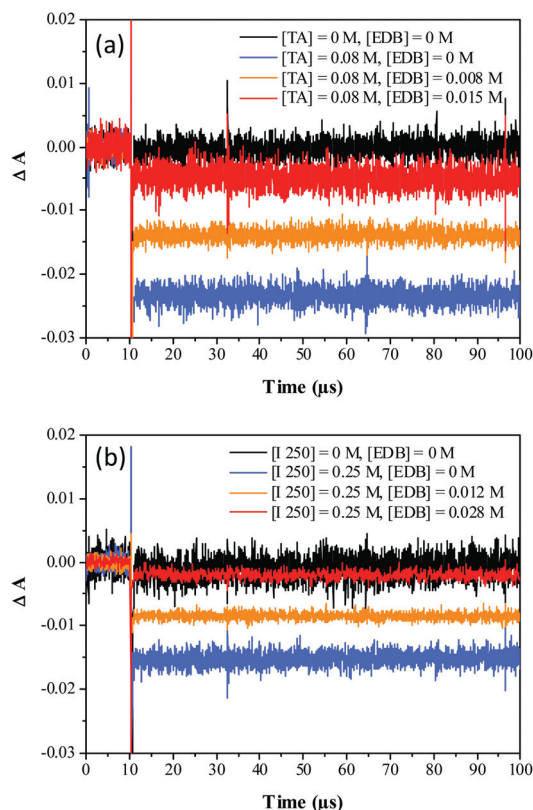 (a)
[TA] = 0 M, [EDB] = 0 M
[TA] = 0.08 M, [EDB] = 0 M
[TA] = 0.08 M, [EDB] = 0.008 M
[TA] = 0.08 M, [EDB] = 0.015 M
0.02
0.01
0.00
-0.01
-0.02
-0.03
Δ A
0 10 20 30 40 50 60 70 80 90 100
Time (µs)
(b)
[I 250] = 0 M, [EDB] = 0 M
[I 250] = 0.25 M, [EDB] = 0 M
[I 250] = 0.25 M, [EDB] = 0.012 M
[I 250] = 0.25 M, [EDB] = 0.028 M
0.02
0.01
0.00
-0.01
-0.02
-0.03
Δ A
0 10 20 30 40 50 60 70 80 90 100
Time (µs)